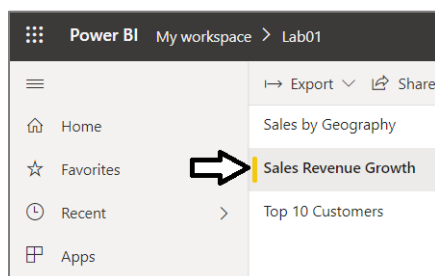 Power BI My workspace > Lab01
Export Share
Home
Sales by Geography
Favorites
Sales Revenue Growth
Recent >
Top 10 Customers
Apps